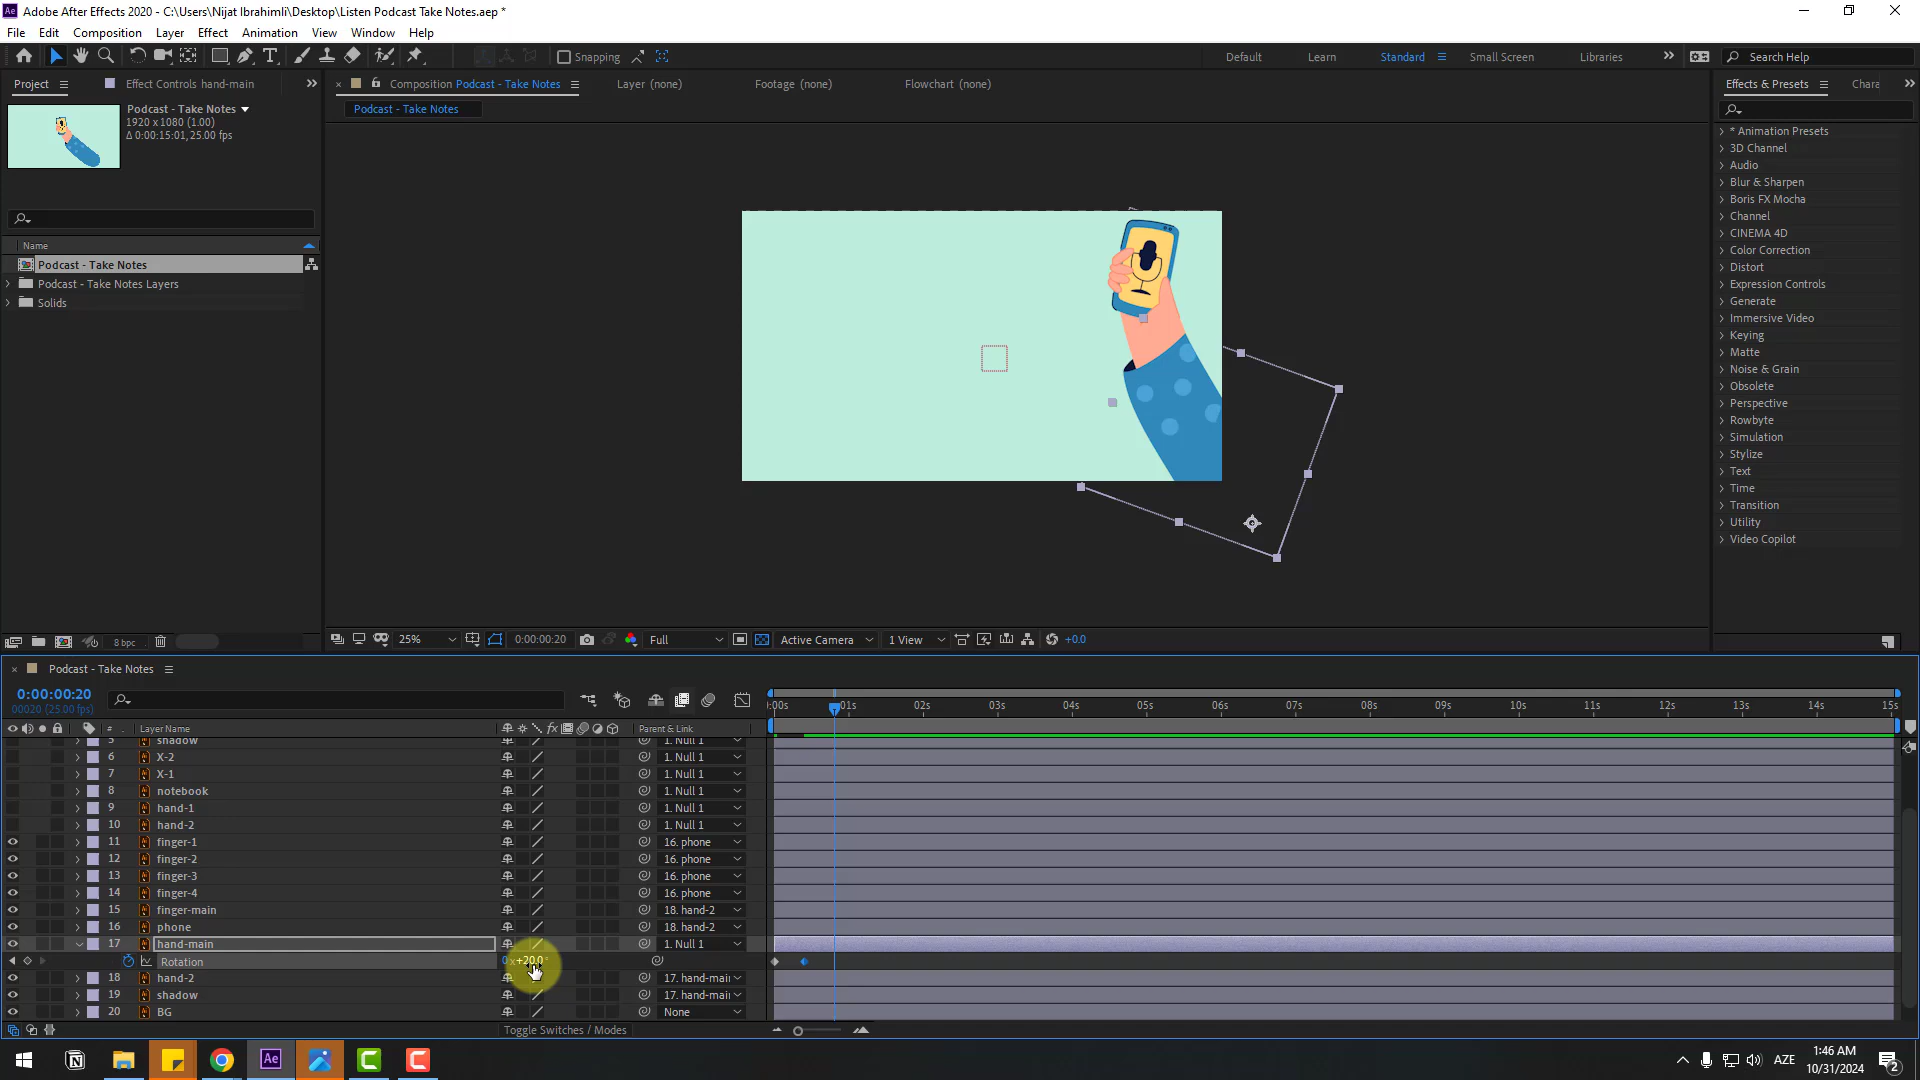 Adobe After Effects 2020 - C:\Users\Nijat Ibrahimli\Desktop\Listen Podcast Take Notes.aep *
File Edit Composition Layer Effect Animation View Window Help
Snapping
Default Learn Standard Small Screen Libraries Search Help
Project Effect Controls hand-main
Composition Podcast - Take Notes Layer (none) Footage (none) Flowchart (none)
Effects & Presets Chara
Podcast - Take Notes
1920 x 1080 (1.00)
Δ 0:00:15:01, 25.00 fps
Podcast - Take Notes
Name
Podcast - Take Notes
Podcast - Take Notes Layers
Solids
* Animation Presets
3D Channel
Audio
Blur & Sharpen
Boris FX Mocha
Channel
CINEMA 4D
Color Correction
Distort
Expression Controls
Generate
Immersive Video
Keying
Matte
Noise & Grain
Obsolete
Perspective
Rowbyte
Simulation
Stylize
Text
Time
Transition
Utility
Video Copilot
8 bpc
25% 0:00:00:20 Full Active Camera 1 View +0.0
Podcast - Take Notes
0:00:00:20
00020 (25.00 fps)
:00s 01s 02s 03s 04s 05s 06s 07s 08s 09s 10s 11s 12s 13s 14s 15s
# Layer Name Parent & Link
5 shadow 1. Null 1
6 X-2 1. Null 1
7 X-1 1. Null 1
8 notebook 1. Null 1
9 hand-1 1. Null 1
10 hand-2 1. Null 1
11 finger-1 16. phone
12 finger-2 16. phone
13 finger-3 16. phone
14 finger-4 16. phone
15 finger-main 18. hand-2
16 phone 18. hand-2
17 hand-main 1. Null 1
Rotation 0x+20.0°
18 hand-2 17. hand-mai
19 shadow 17. hand-mai
20 BG None
Toggle Switches / Modes
AZE
1:46 AM
10/31/2024
2